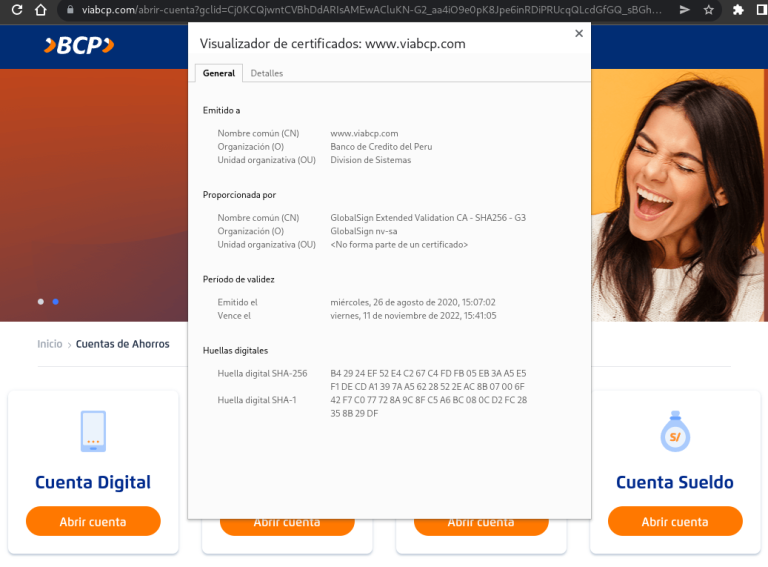 viabcp.com/abrir-cuenta?gclid=Cj0KCQjwntCVBhDdARIsAMEwACluKN-G2_aa4iO9e0pK8Jpe6inRDiPRUcqQLcdGfGQ_sBGh...
BCP
Visualizador de certificados: www.viabcp.com
General
Detalles
Emitido a
Nombre común (CN) www.viabcp.com
Organización (O) Banco de Credito del Peru
Unidad organizativa (OU) Division de Sistemas
Proporcionada por
Nombre común (CN) GlobalSign Extended Validation CA - SHA256 - G3
Organización (O) GlobalSign nv-sa
Unidad organizativa (OU) <No forma parte de un certificado>
Período de validez
Emitido el miércoles, 26 de agosto de 2020, 15:07:02
Vence el viernes, 11 de noviembre de 2022, 15:41:05
Huellas digitales
Huella digital SHA-256 B4 29 24 EF 52 E4 C2 67 C4 FD FB 05 EB 3A A5 E5
F1 DE CD A1 39 7A A5 62 28 52 2E AC 8B 07 00 6F
Huella digital SHA-1 42 F7 C0 77 72 8A 9C 8F C5 A6 BC 08 0C D2 FC 28
35 8B 29 DF
Inicio › Cuentas de Ahorros
Cuenta Digital
Abrir cuenta
Abrir cuenta
Abrir cuenta
S/
Cuenta Sueldo
Abrir cuenta